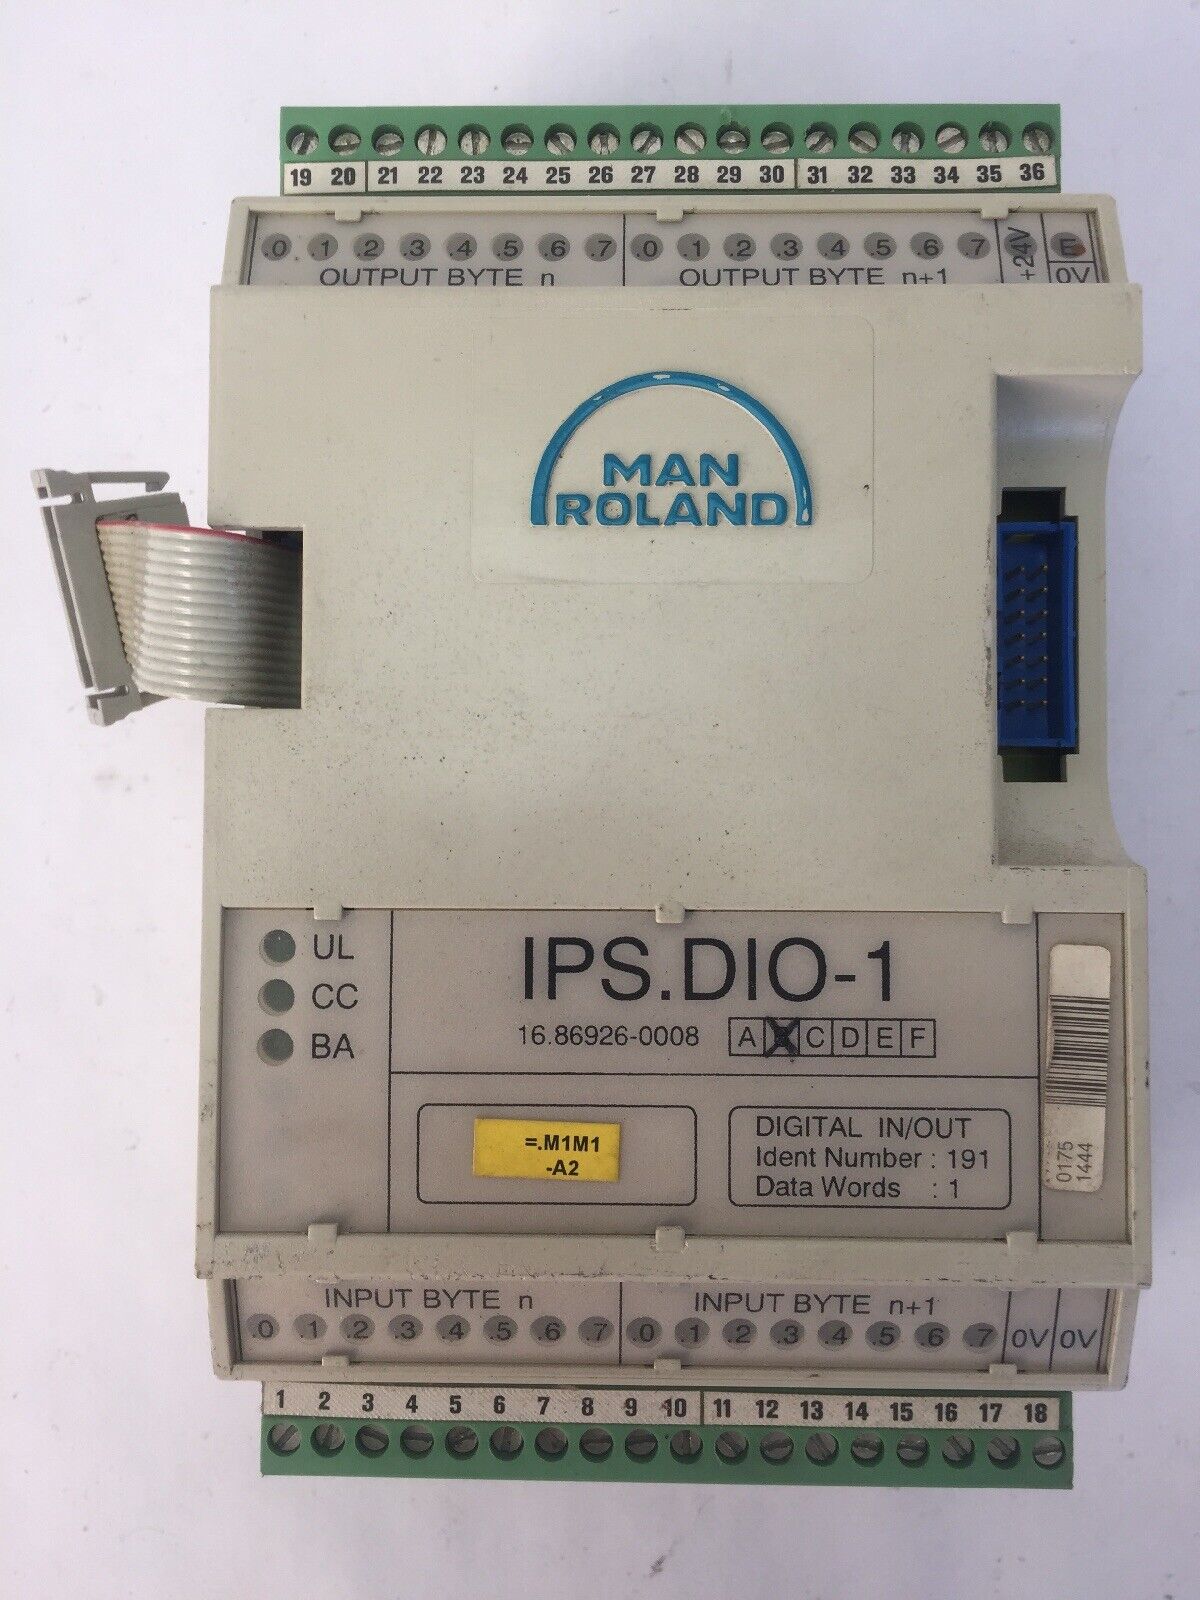 19 20 21 22 23 24 25 26 27 28 29 30 31 32 33 34 35 36
.0 .1 .2 .3 .4 .5 .6 .7 .0 .1 .2 .3 .4 .5 .6 .7 +24V E
OUTPUT BYTE n OUTPUT BYTE n+1 0V
MAN
ROLAND
UL
CC
BA
IPS.DIO-1
16.86926-0008 A C D E F
=.M1M1
-A2
DIGITAL IN/OUT
Ident Number : 191
Data Words : 1
0175
1444
INPUT BYTE n INPUT BYTE n+1
.0 .1 .2 .3 .4 .5 .6 .7 .0 .1 .2 .3 .4 .5 .6 .7 0V 0V
1 2 3 4 5 6 7 8 9 10 11 12 13 14 15 16 17 18